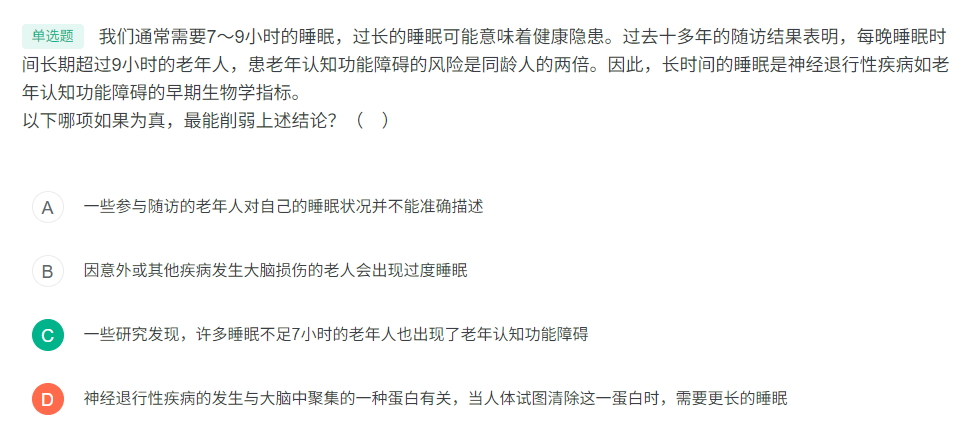 单选题 我们通常需要7～9小时的睡眠，过长的睡眠可能意味着健康隐患。过去十多年的随访结果表明，每晚睡眠时
间长期超过9小时的老年人，患老年认知功能障碍的风险是同龄人的两倍。因此，长时间的睡眠是神经退行性疾病如老
年认知功能障碍的早期生物学指标。
以下哪项如果为真，最能削弱上述结论？（ ）
A 一些参与随访的老年人对自己的睡眠状况并不能准确描述
B 因意外或其他疾病发生大脑损伤的老人会出现过度睡眠
C 一些研究发现，许多睡眠不足7小时的老年人也出现了老年认知功能障碍
D 神经退行性疾病的发生与大脑中聚集的一种蛋白有关，当人体试图清除这一蛋白时，需要更长的睡眠